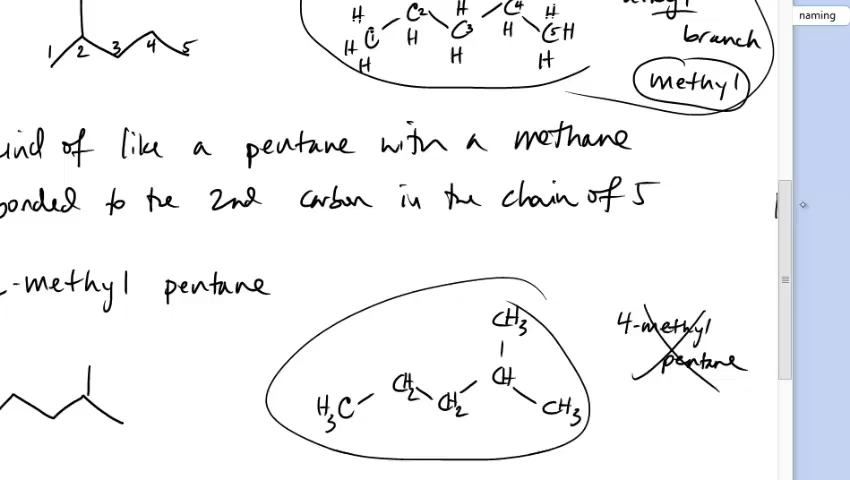 naming
branch
methyl
H C2 H C4 H
H C1 H C3 H C5H
H H H
1 2 3 4 5
kind of like a pentane with a methane
bonded to the 2nd carbon in the chain of 5
2-methyl pentane
CH3
4-methyl
pentane
H3C CH2 CH2 CH CH3